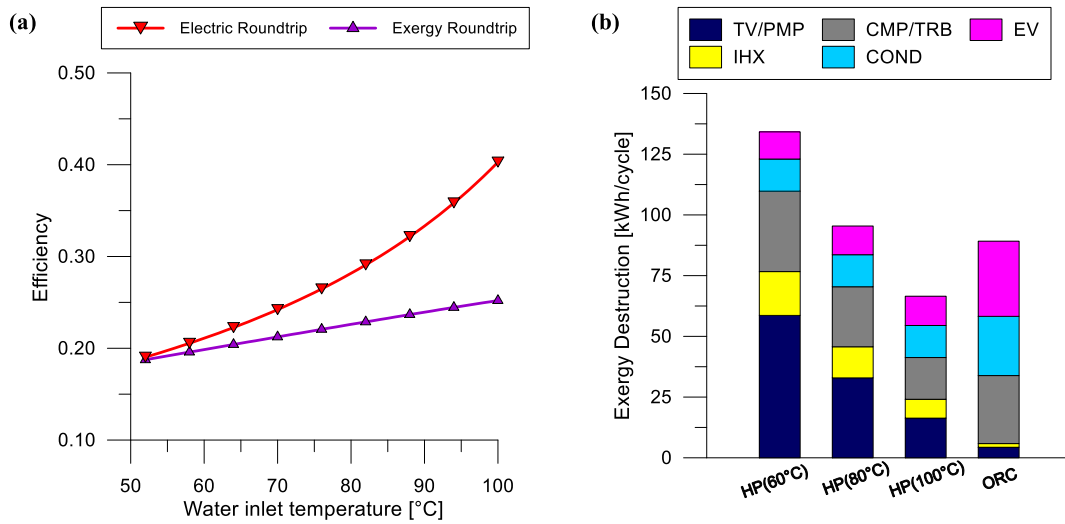 (a)
Electric Roundtrip
Exergy Roundtrip
0.50
0.40
0.30
0.20
0.10
Efficiency
50
60
70
80
90
100
Water inlet temperature [°C]
(b)
TV/PMP
CMP/TRB
EV
IHX
COND
150
125
100
75
50
25
0
Exergy Destruction [kWh/cycle]
HP(60°C)
HP(80°C)
HP(100°C)
ORC